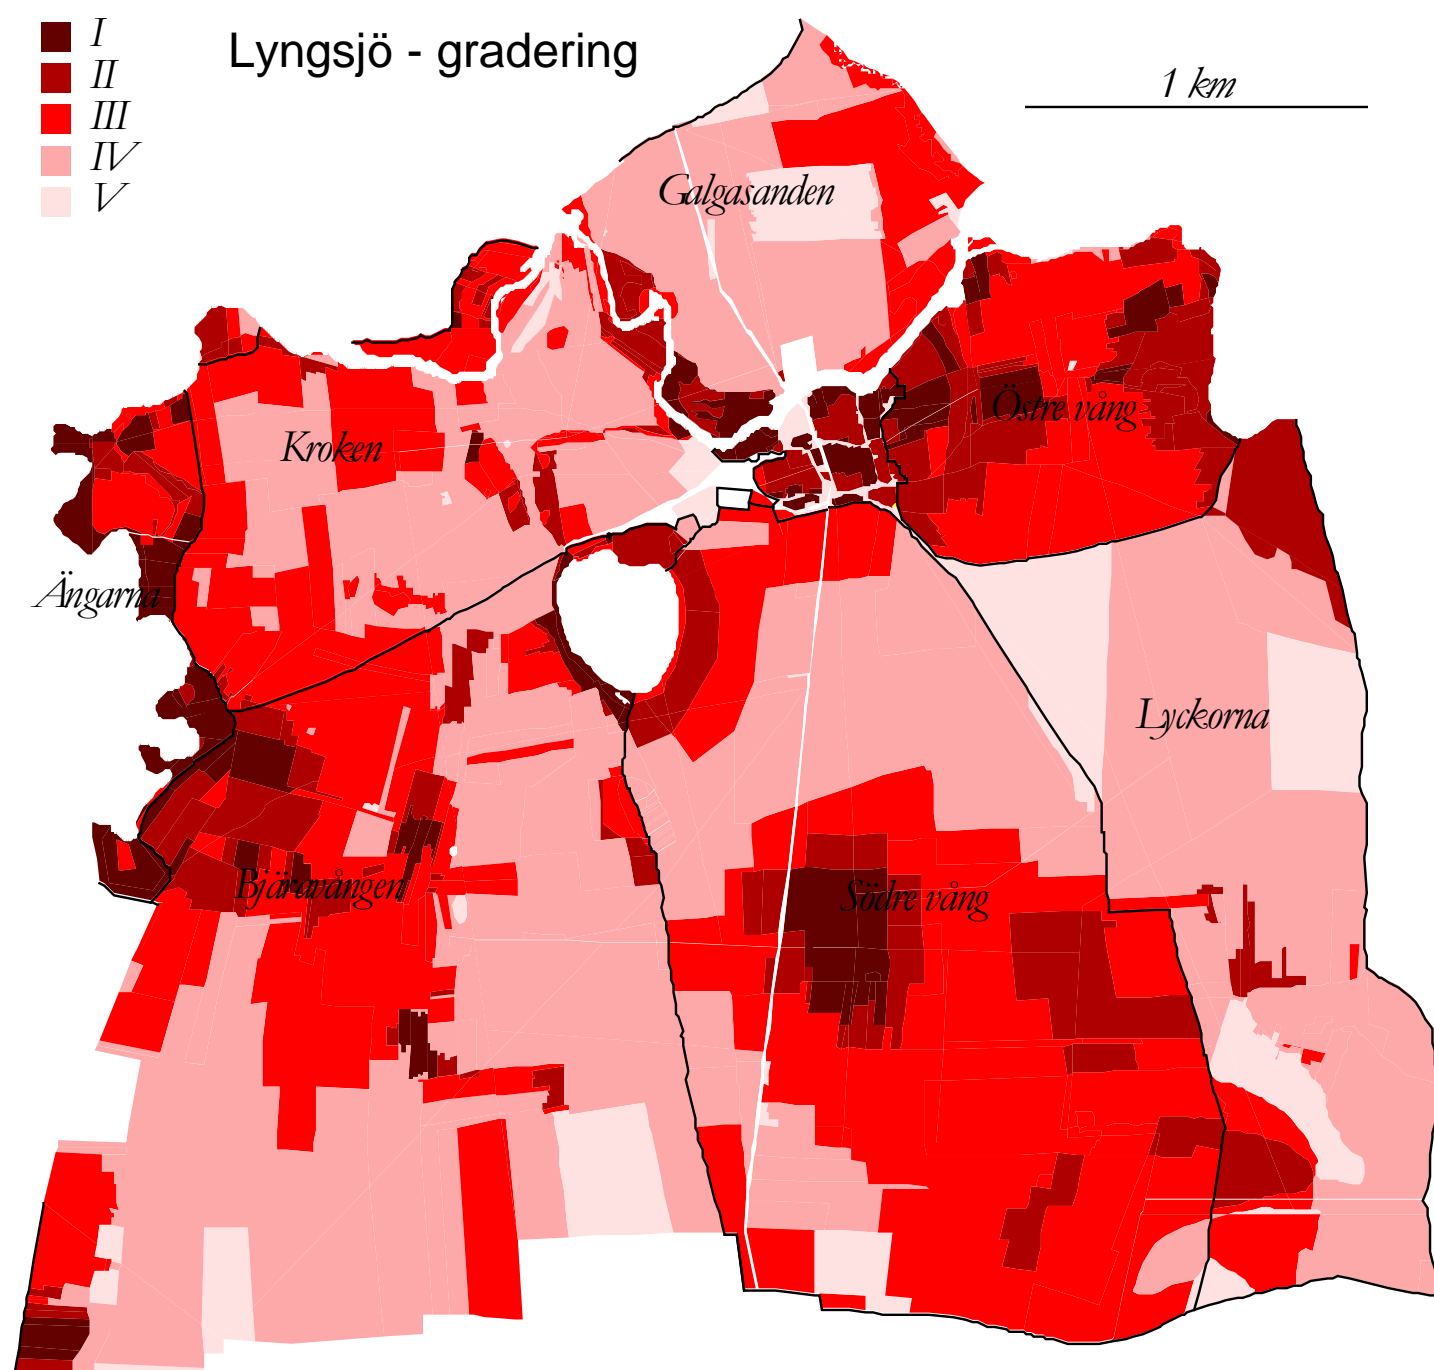 Lyngsjö - gradering
I
II
III
IV
V
1 km
Galgasanden
Östre vång
Kroken
Ängarna
Lyckorna
Bjäravången
Södre vång